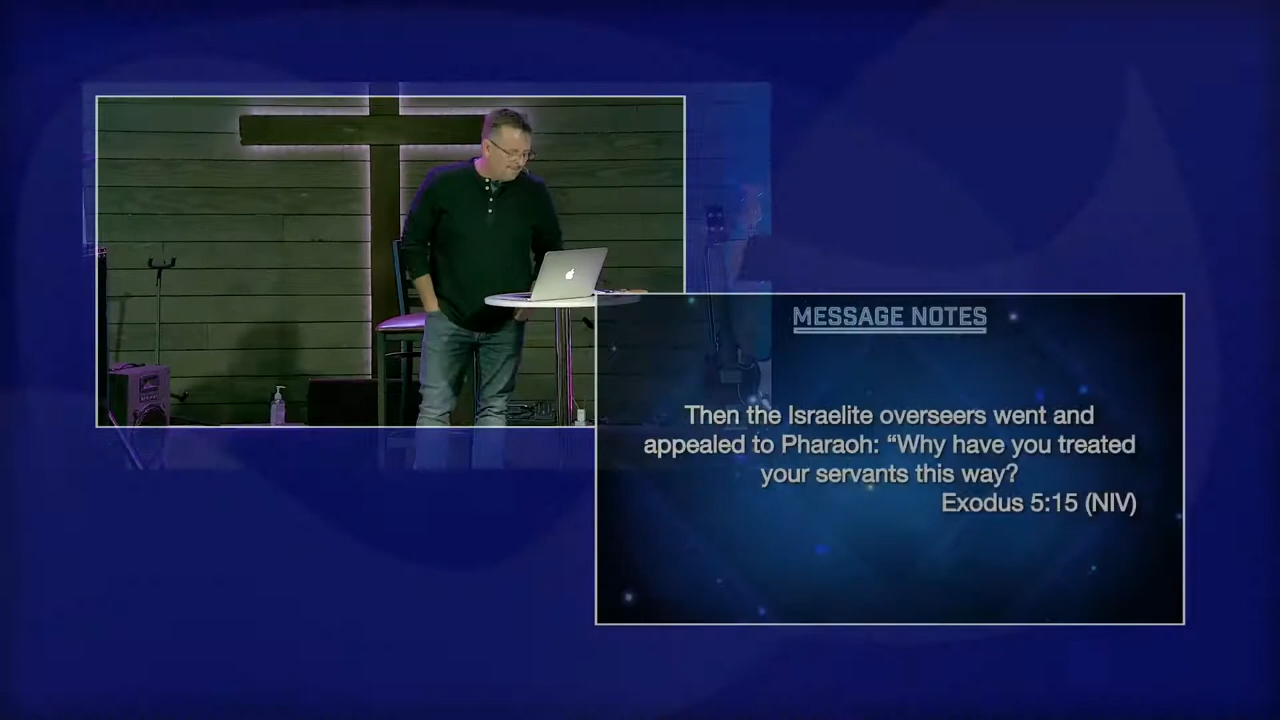 MESSAGE NOTES
Then the Israelite overseers went and
appealed to Pharaoh: “Why have you treated
your servants this way?
Exodus 5:15 (NIV)